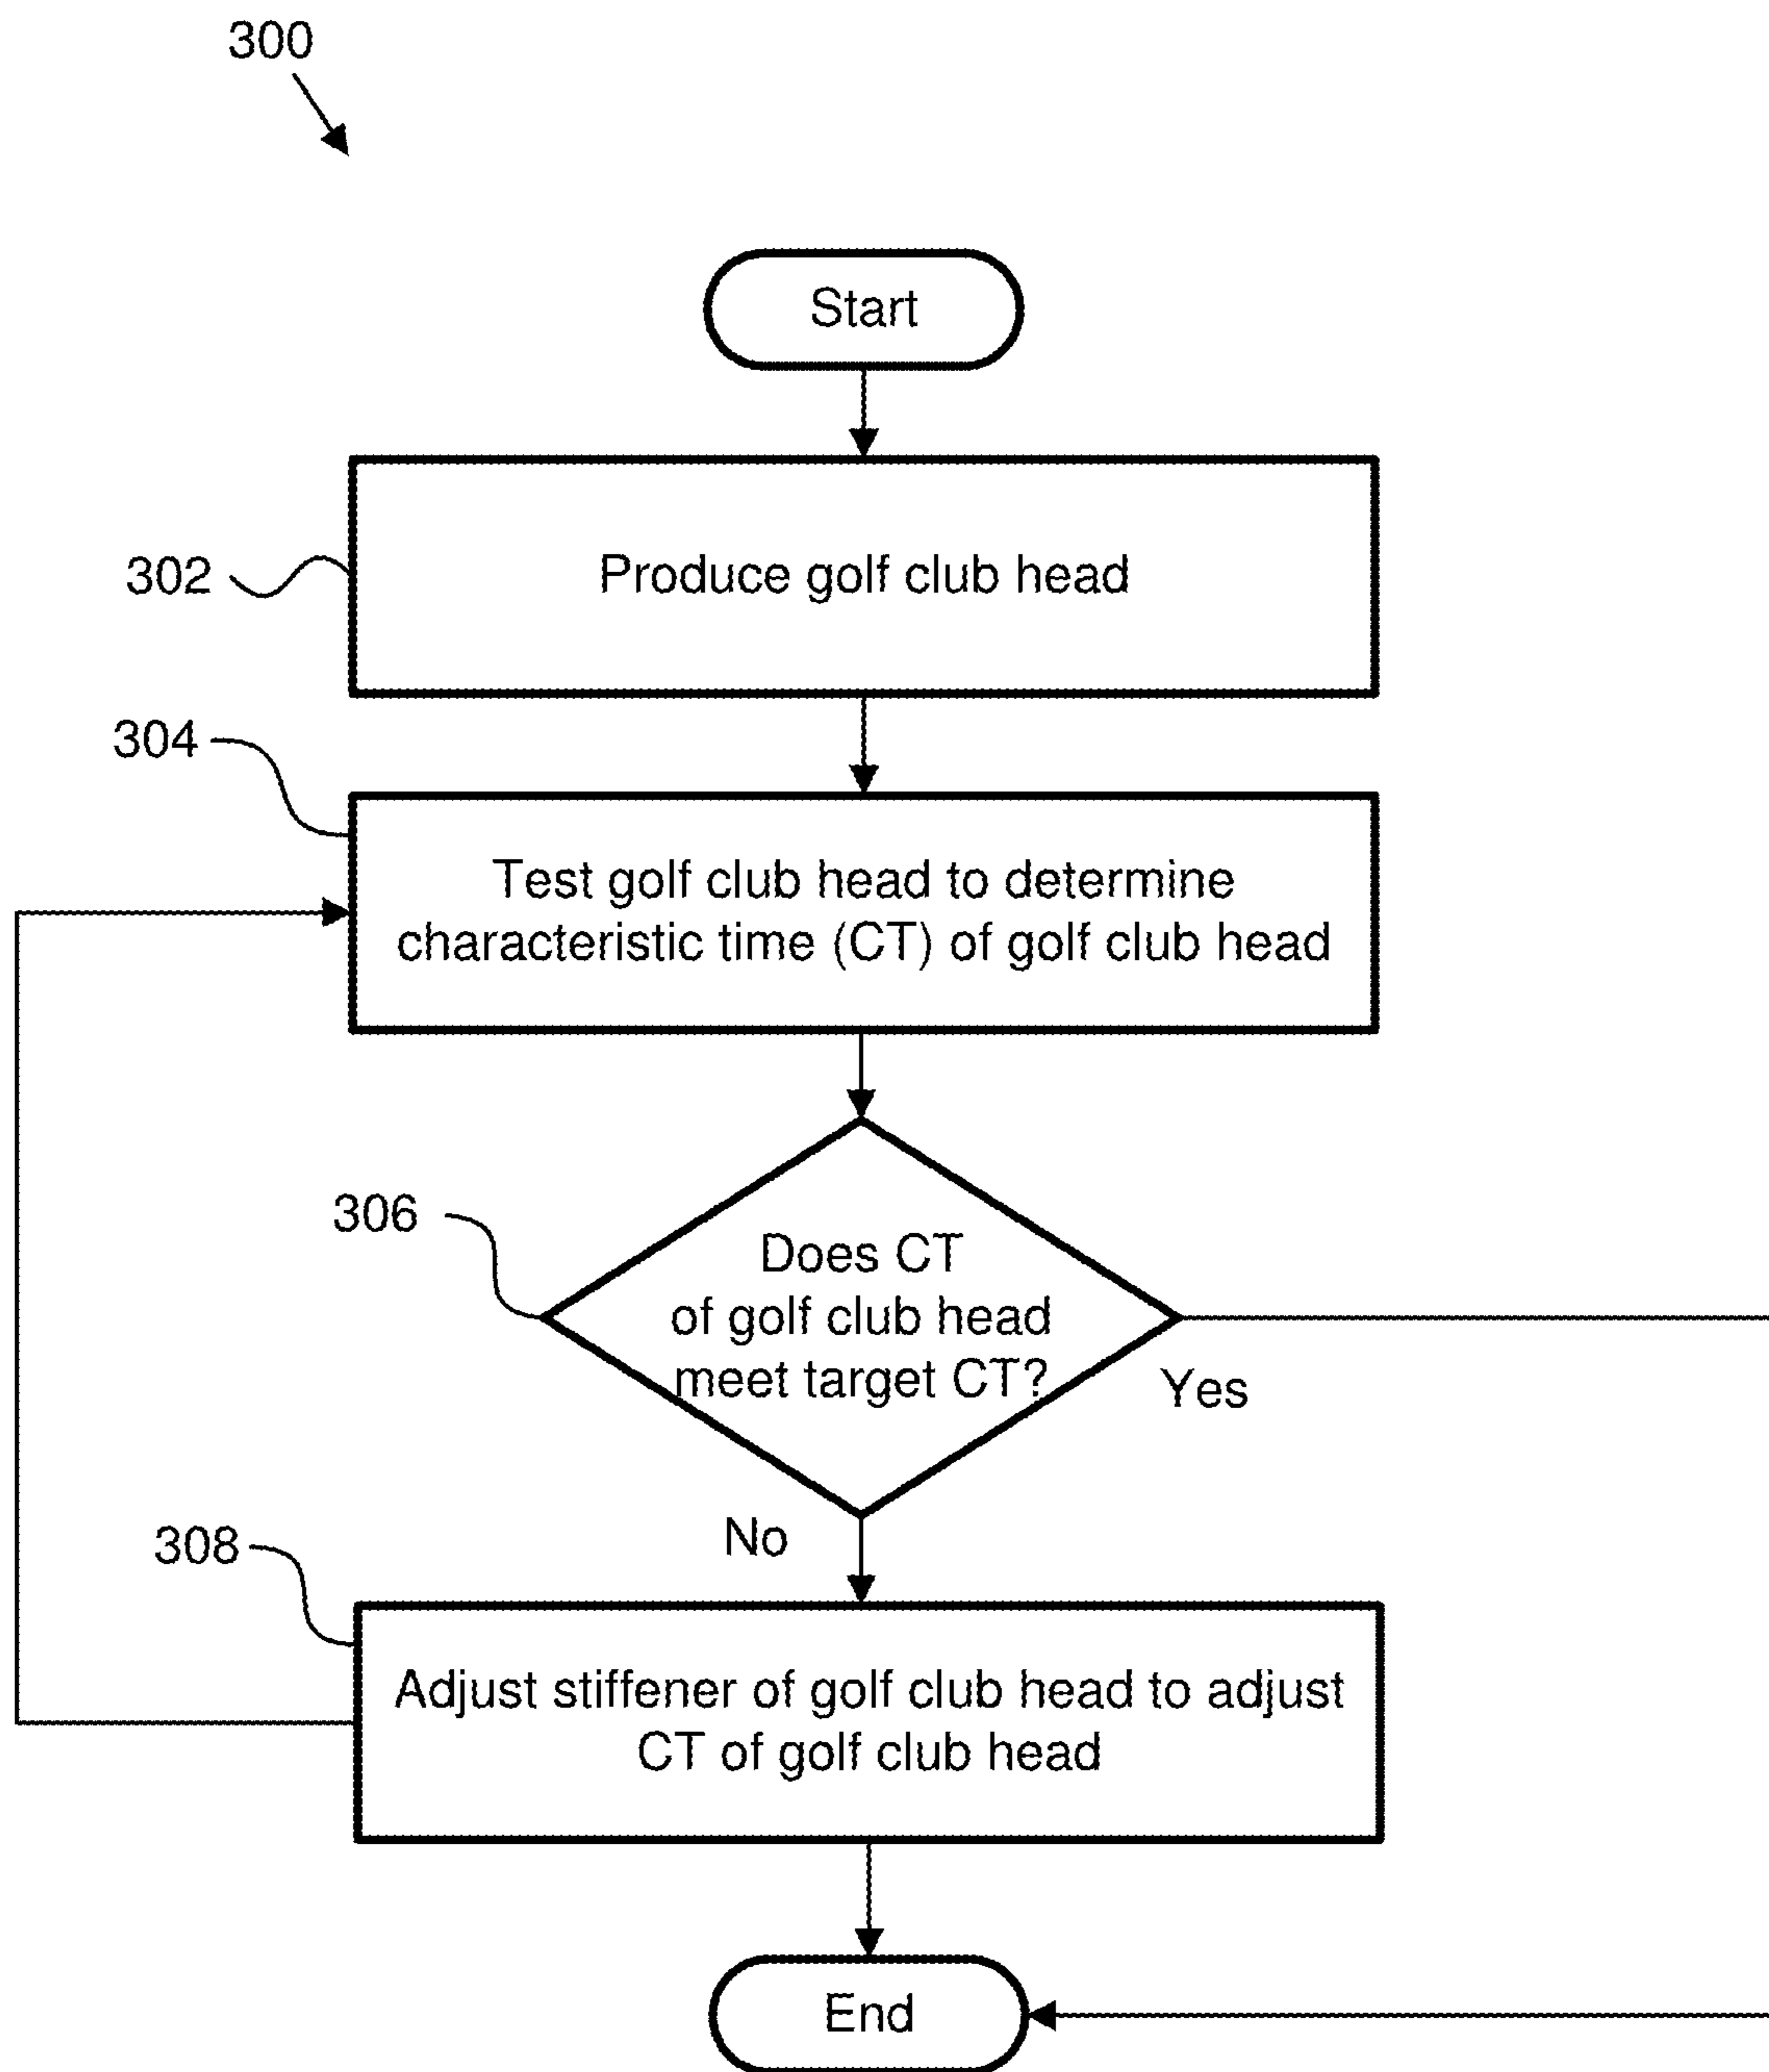 300
Start
302
Produce golf club head
304
Test golf club head to determine
characteristic time (CT) of golf club head
306
Does CT
of golf club head
meet target CT?
Yes
No
308
Adjust stiffener of golf club head to adjust
CT of golf club head
End